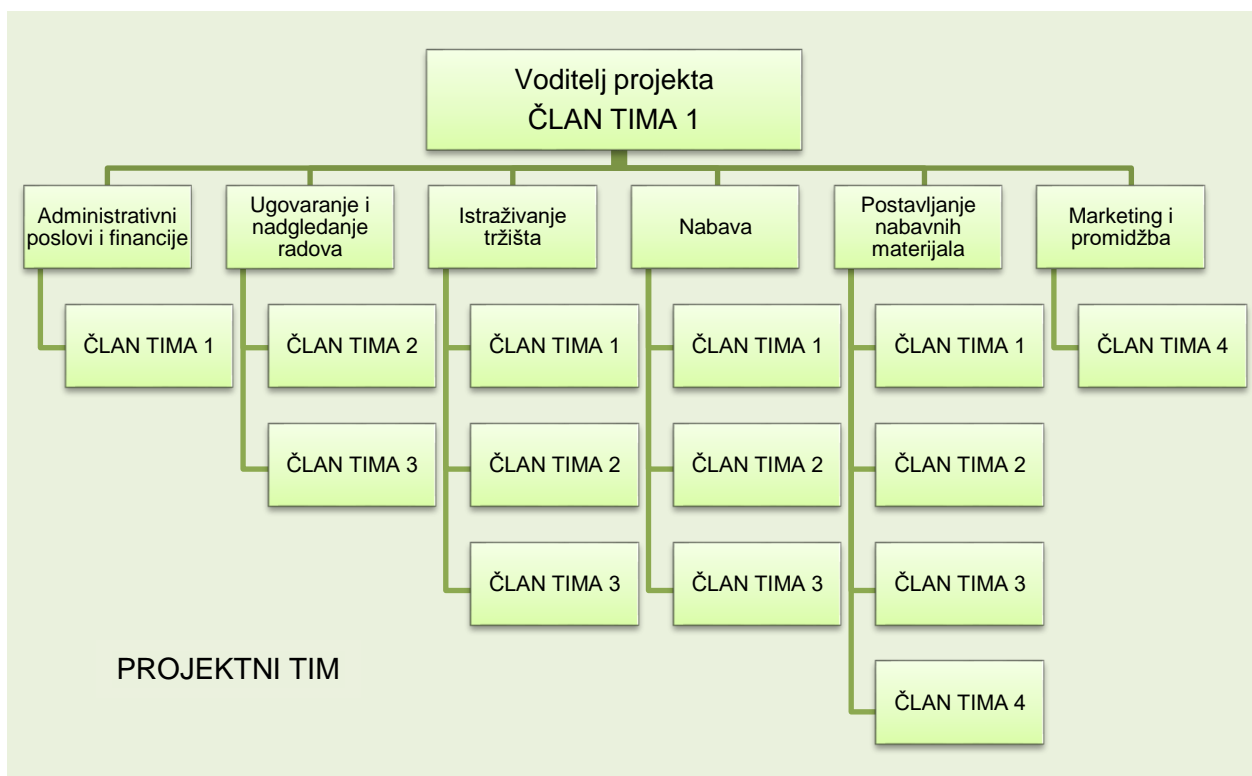 Voditelj projekta
ČLAN TIMA 1
Administrativni
poslovi i financije
Ugovaranje i
nadgledanje
radova
Istraživanje
tržišta
Nabava
Postavljanje
nabavnih
materijala
Marketing i
promidžba
ČLAN TIMA 1
ČLAN TIMA 2
ČLAN TIMA 1
ČLAN TIMA 1
ČLAN TIMA 1
ČLAN TIMA 4
ČLAN TIMA 3
ČLAN TIMA 2
ČLAN TIMA 2
ČLAN TIMA 2
ČLAN TIMA 3
ČLAN TIMA 3
ČLAN TIMA 3
PROJEKTNI TIM
ČLAN TIMA 4